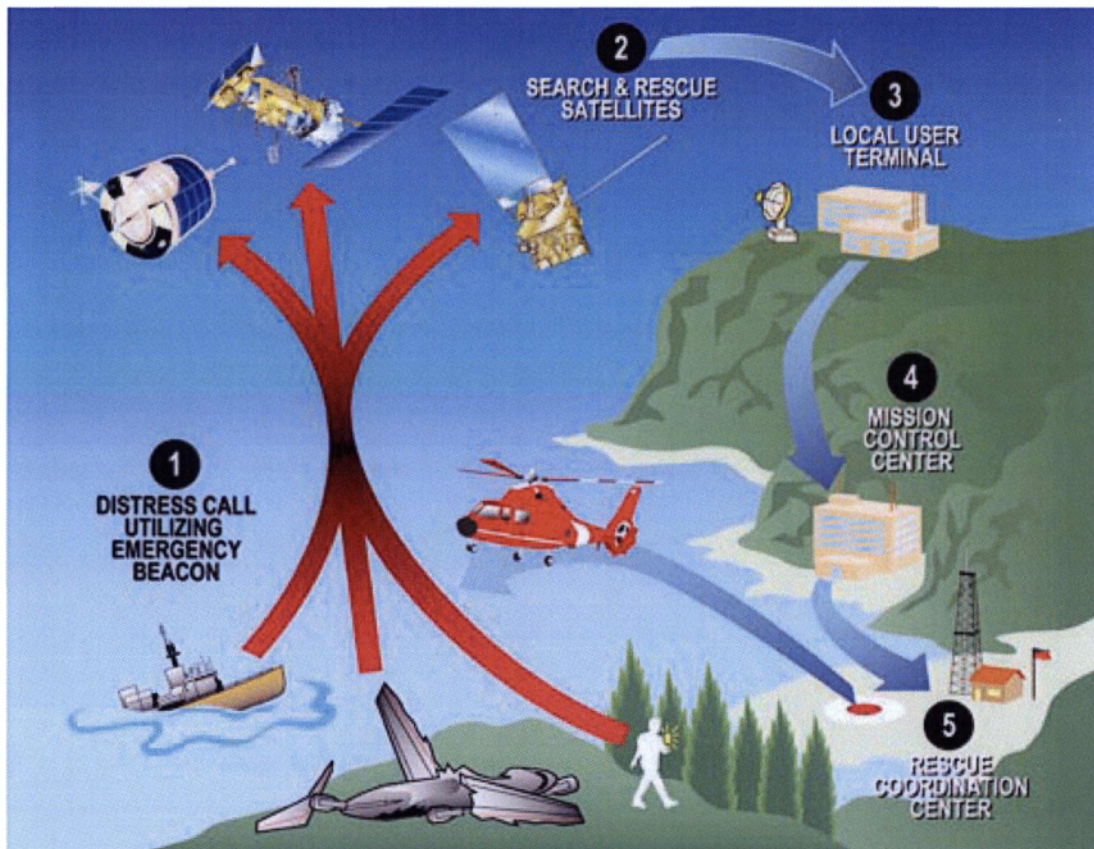 1
DISTRESS CALL
UTILIZING
EMERGENCY
BEACON
2
SEARCH & RESCUE
SATELLITES
3
LOCAL USER
TERMINAL
4
MISSION
CONTROL
CENTER
5
RESCUE
COORDINATION
CENTER